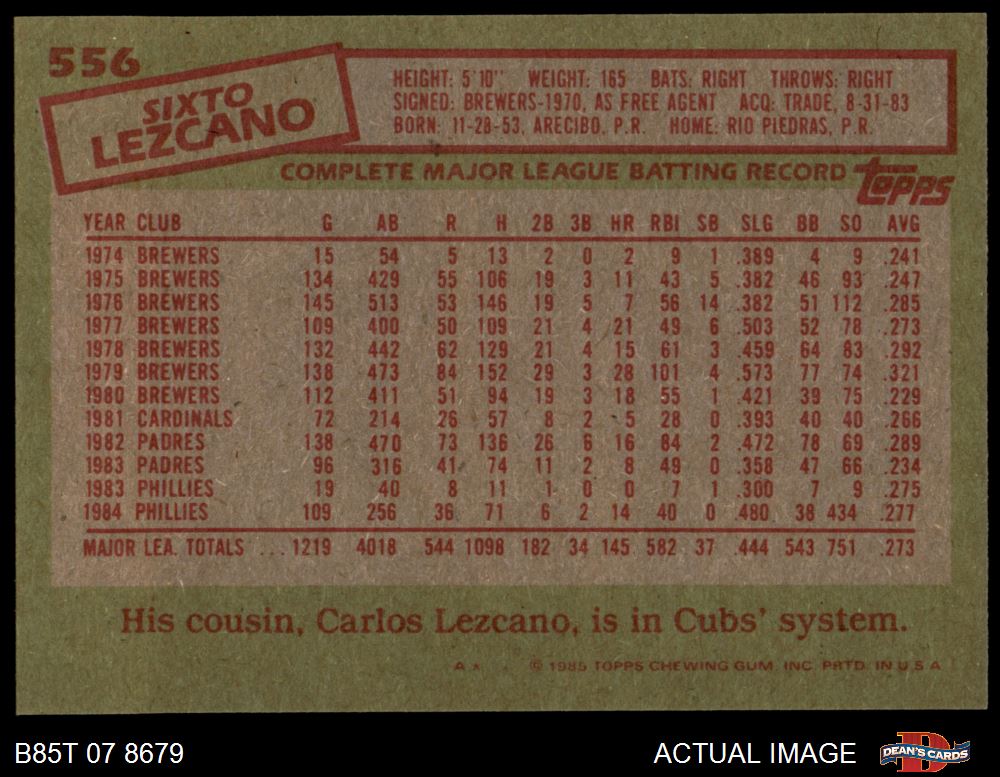 556
SIXTO
LEZCANO
HEIGHT: 5'10" WEIGHT: 165 BATS: RIGHT THROWS: RIGHT
SIGNED: BREWERS-1970, AS FREE AGENT ACQ: TRADE, 8-31-83
BORN: 11-28-53, ARECIBO, P.R. HOME: RIO PIEDRAS, P.R.
COMPLETE MAJOR LEAGUE BATTING RECORD topps
YEAR CLUB G AB R H 2B 3B HR RBI SB SLG BB SO AVG
1974 BREWERS 15 54 5 13 2 0 2 9 1 .389 4 9 .241
1975 BREWERS 134 429 55 106 19 3 11 43 5 .382 46 93 .247
1976 BREWERS 145 513 53 146 19 5 7 56 14 .382 51 112 .285
1977 BREWERS 109 400 50 109 21 4 21 49 6 .503 52 78 .273
1978 BREWERS 132 442 62 129 21 4 15 61 3 .459 64 83 .292
1979 BREWERS 138 473 84 152 29 3 28 101 4 .573 77 74 .321
1980 BREWERS 112 411 51 94 19 3 18 55 1 .421 39 75 .229
1981 CARDINALS 72 214 26 57 8 2 5 28 0 .393 40 40 .266
1982 PADRES 138 470 73 136 26 6 16 84 2 .472 78 69 .289
1983 PADRES 96 316 41 74 11 2 8 49 0 .358 47 66 .234
1983 PHILLIES 19 40 8 11 1 0 0 7 1 .300 7 9 .275
1984 PHILLIES 109 256 36 71 6 2 14 40 0 .480 38 434 .277
MAJOR LEA. TOTALS ... 1219 4018 544 1098 182 34 145 582 37 .444 543 751 .273
His cousin, Carlos Lezcano, is in Cubs' system.
A * © 1985 TOPPS CHEWING GUM, INC. PRTD. IN U.S.A.
B85T 07 8679 ACTUAL IMAGE DEAN'S CARDS